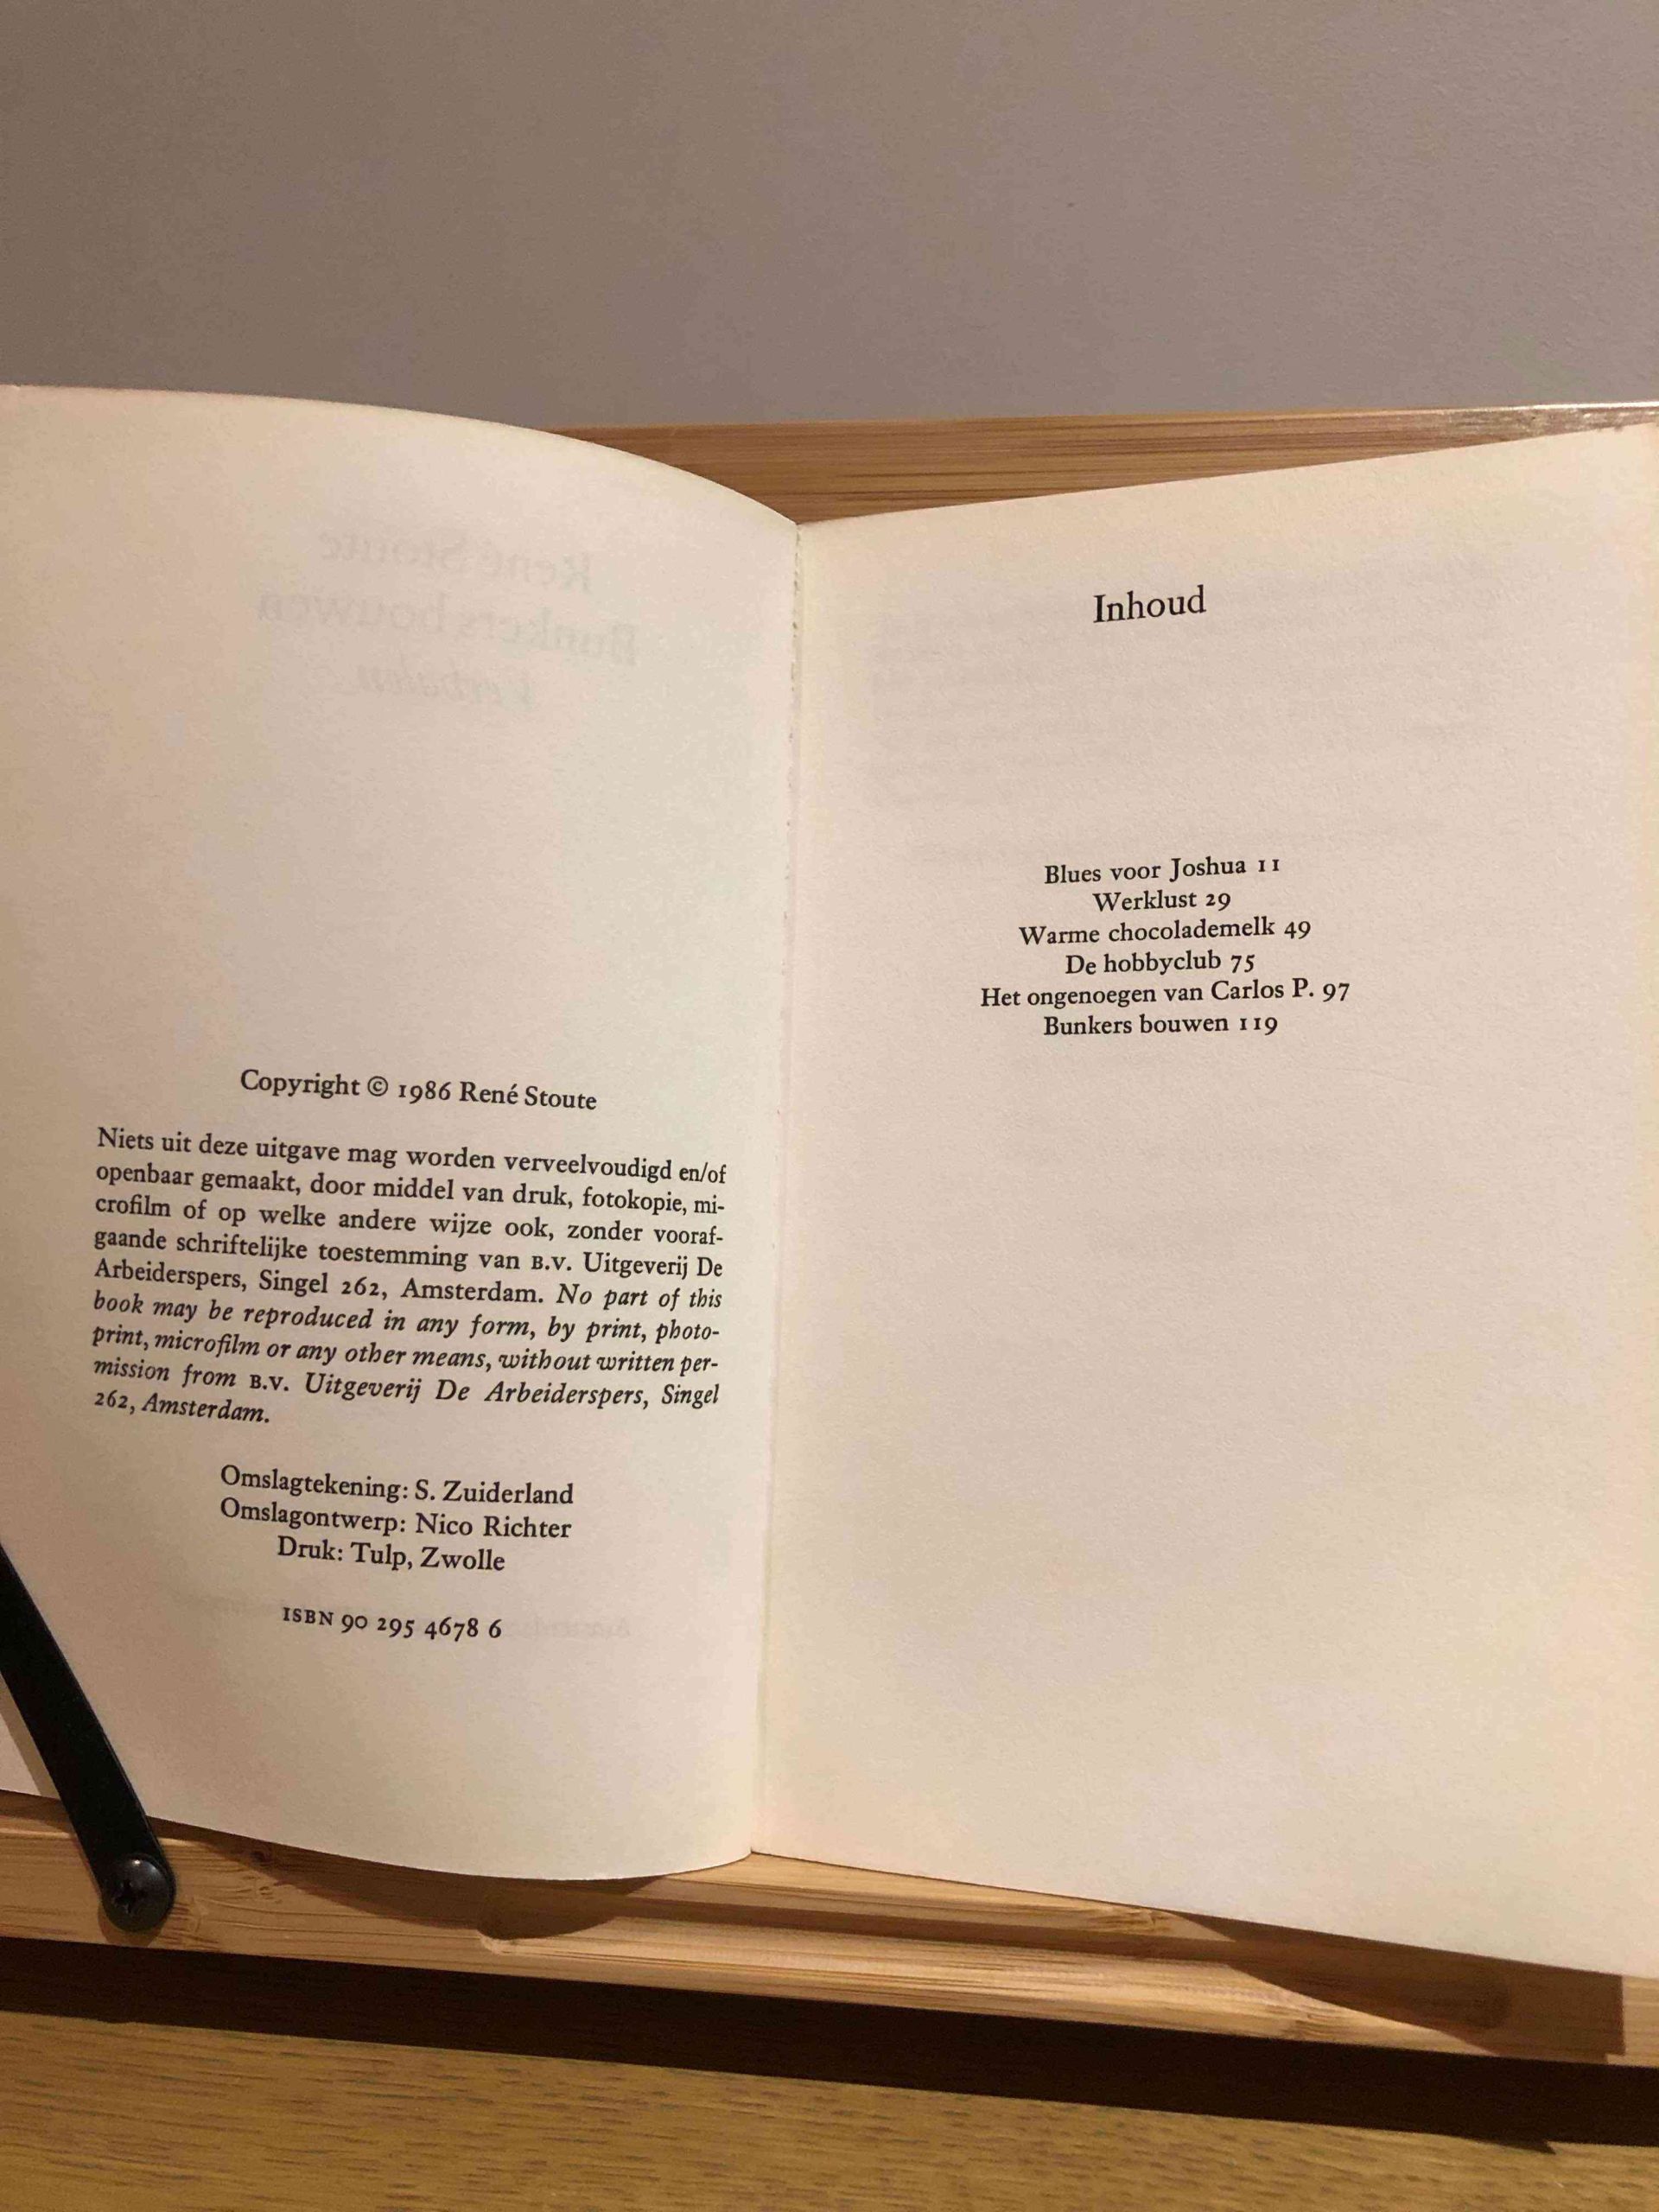 René Stoute
Bunkers bouwen
Verhalen
Copyright © 1986 René Stoute
Niets uit deze uitgave mag worden verveelvoudigd en/of
openbaar gemaakt, door middel van druk, fotokopie, mi-
crofilm of op welke andere wijze ook, zonder vooraf-
gaande schriftelijke toestemming van B.V. Uitgeverij De
Arbeiderspers, Singel 262, Amsterdam. No part of this
book may be reproduced in any form, by print, photo-
print, microfilm or any other means, without written per-
mission from B.V. Uitgeverij De Arbeiderspers, Singel
262, Amsterdam.
Omslagtekening: S. Zuiderland
Omslagontwerp: Nico Richter
Druk: Tulp, Zwolle
ISBN 90 295 4678 6
Inhoud
Blues voor Joshua 11
Werklust 29
Warme chocolademelk 49
De hobbyclub 75
Het ongenoegen van Carlos P. 97
Bunkers bouwen 119